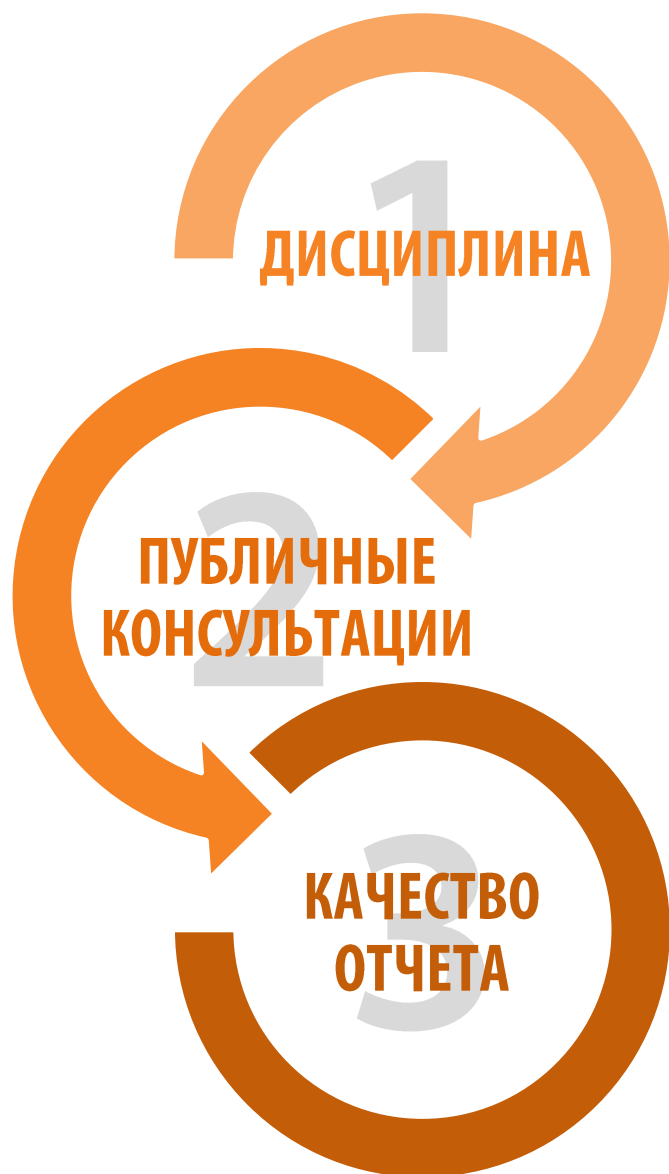 1
ДИСЦИПЛИНА
2
ПУБЛИЧНЫЕ
КОНСУЛЬТАЦИИ
3
КАЧЕСТВО
ОТЧЕТА